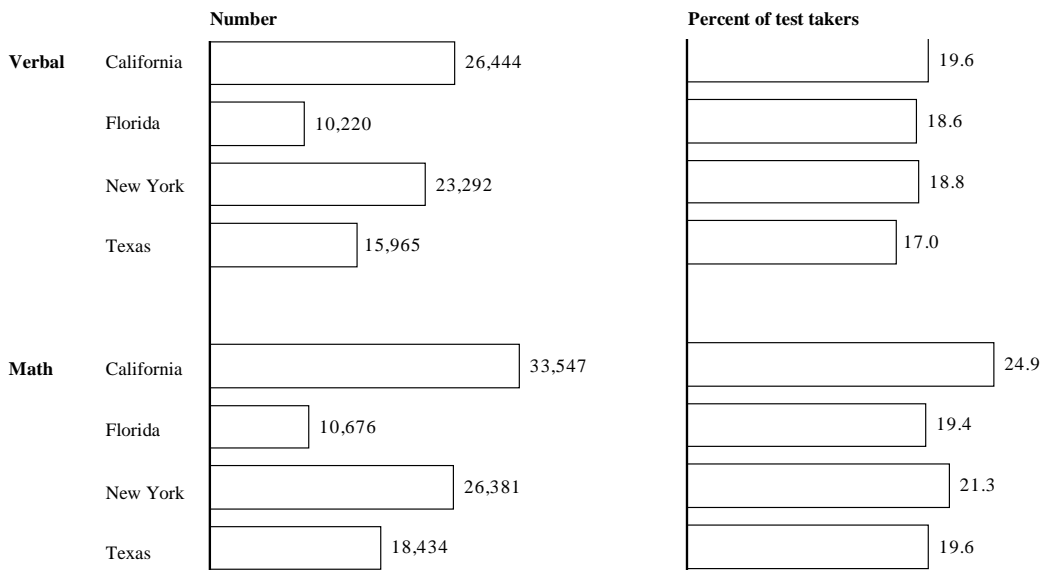 Number Percent of test takers
Verbal California 26,444 19.6
Florida 10,220 18.6
New York 23,292 18.8
Texas 15,965 17.0
Math California 33,547 24.9
Florida 10,676 19.4
New York 26,381 21.3
Texas 18,434 19.6